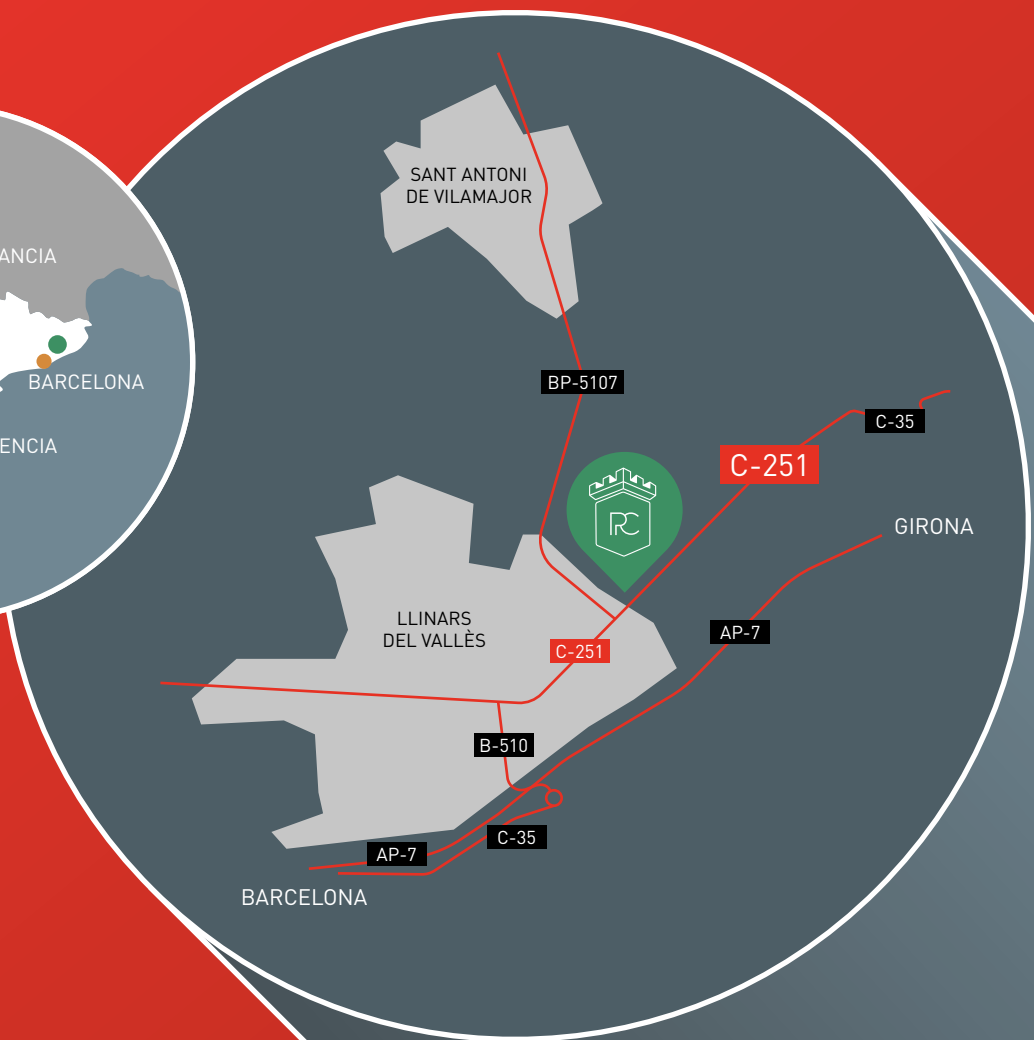 SANT ANTONI
DE VILAMAJOR
ANCIA
BARCELONA
ENCIA
BP-5107
C-35
C-251
GIRONA
LLINARS
DEL VALLÈS
C-251
AP-7
B-510
C-35
AP-7
BARCELONA